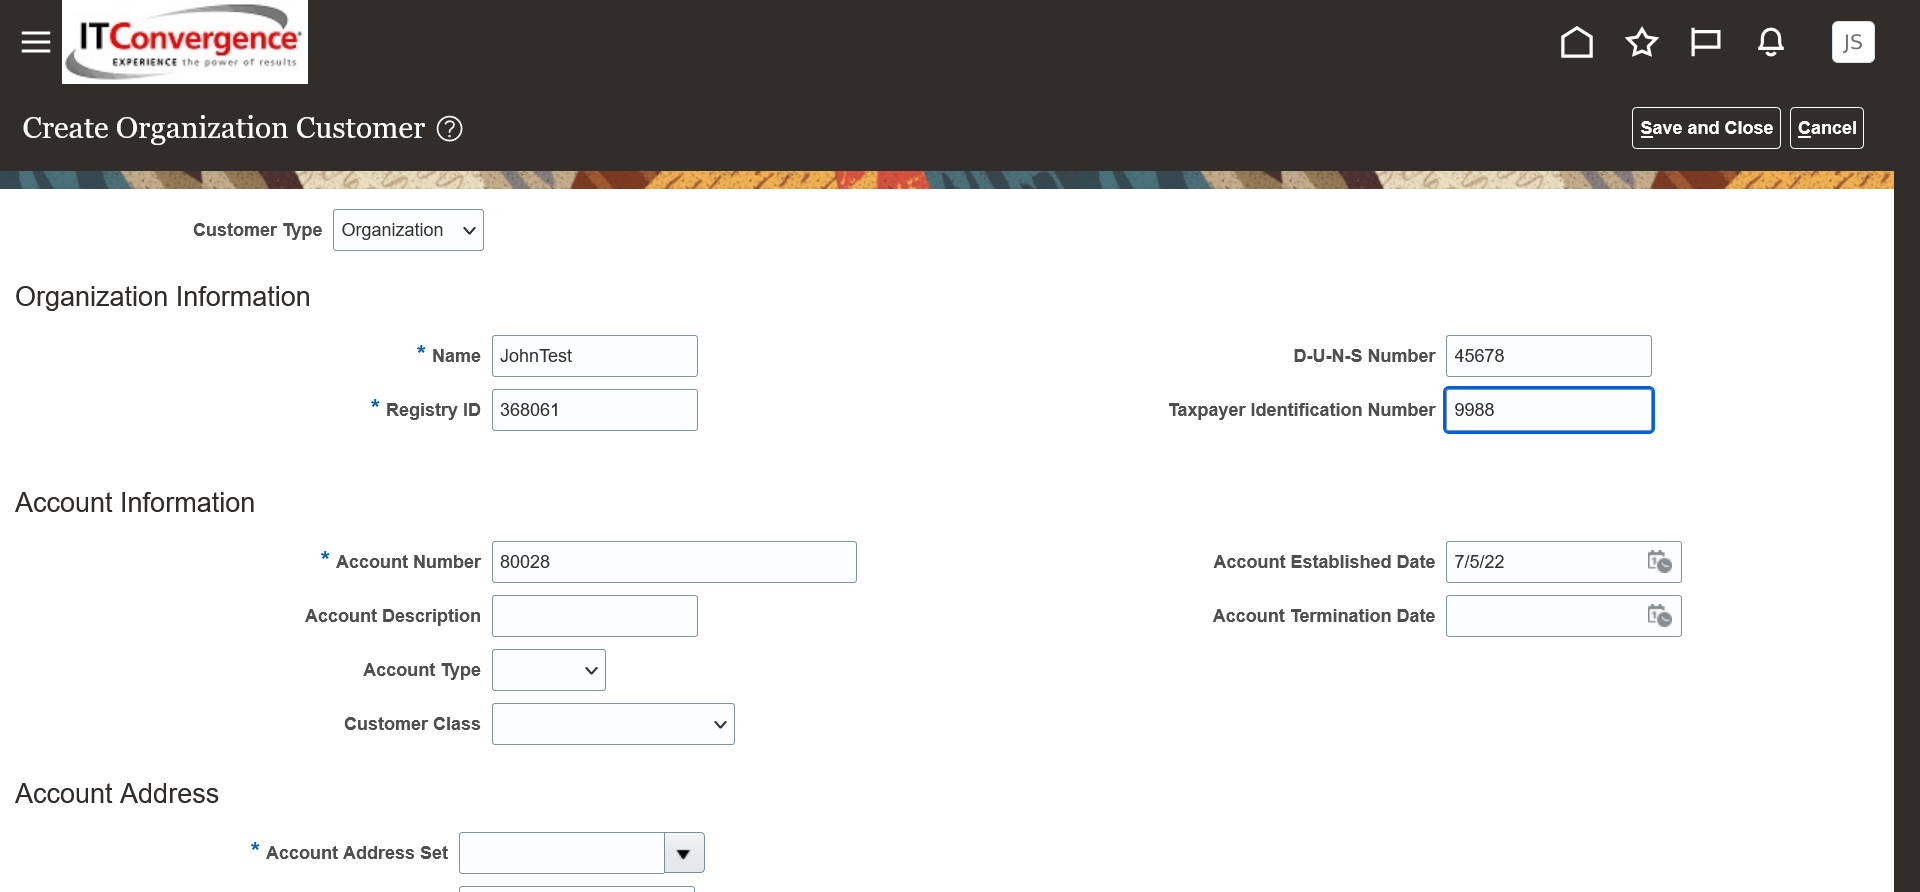 ITConvergence
EXPERIENCE the power of results
JS
Create Organization Customer ?
Save and Close
Cancel
Customer Type Organization
Organization Information
* Name JohnTest
D-U-N-S Number 45678
* Registry ID 368061
Taxpayer Identification Number 9988
Account Information
* Account Number 80028
Account Established Date 7/5/22
Account Description
Account Termination Date
Account Type
Customer Class
Account Address
* Account Address Set